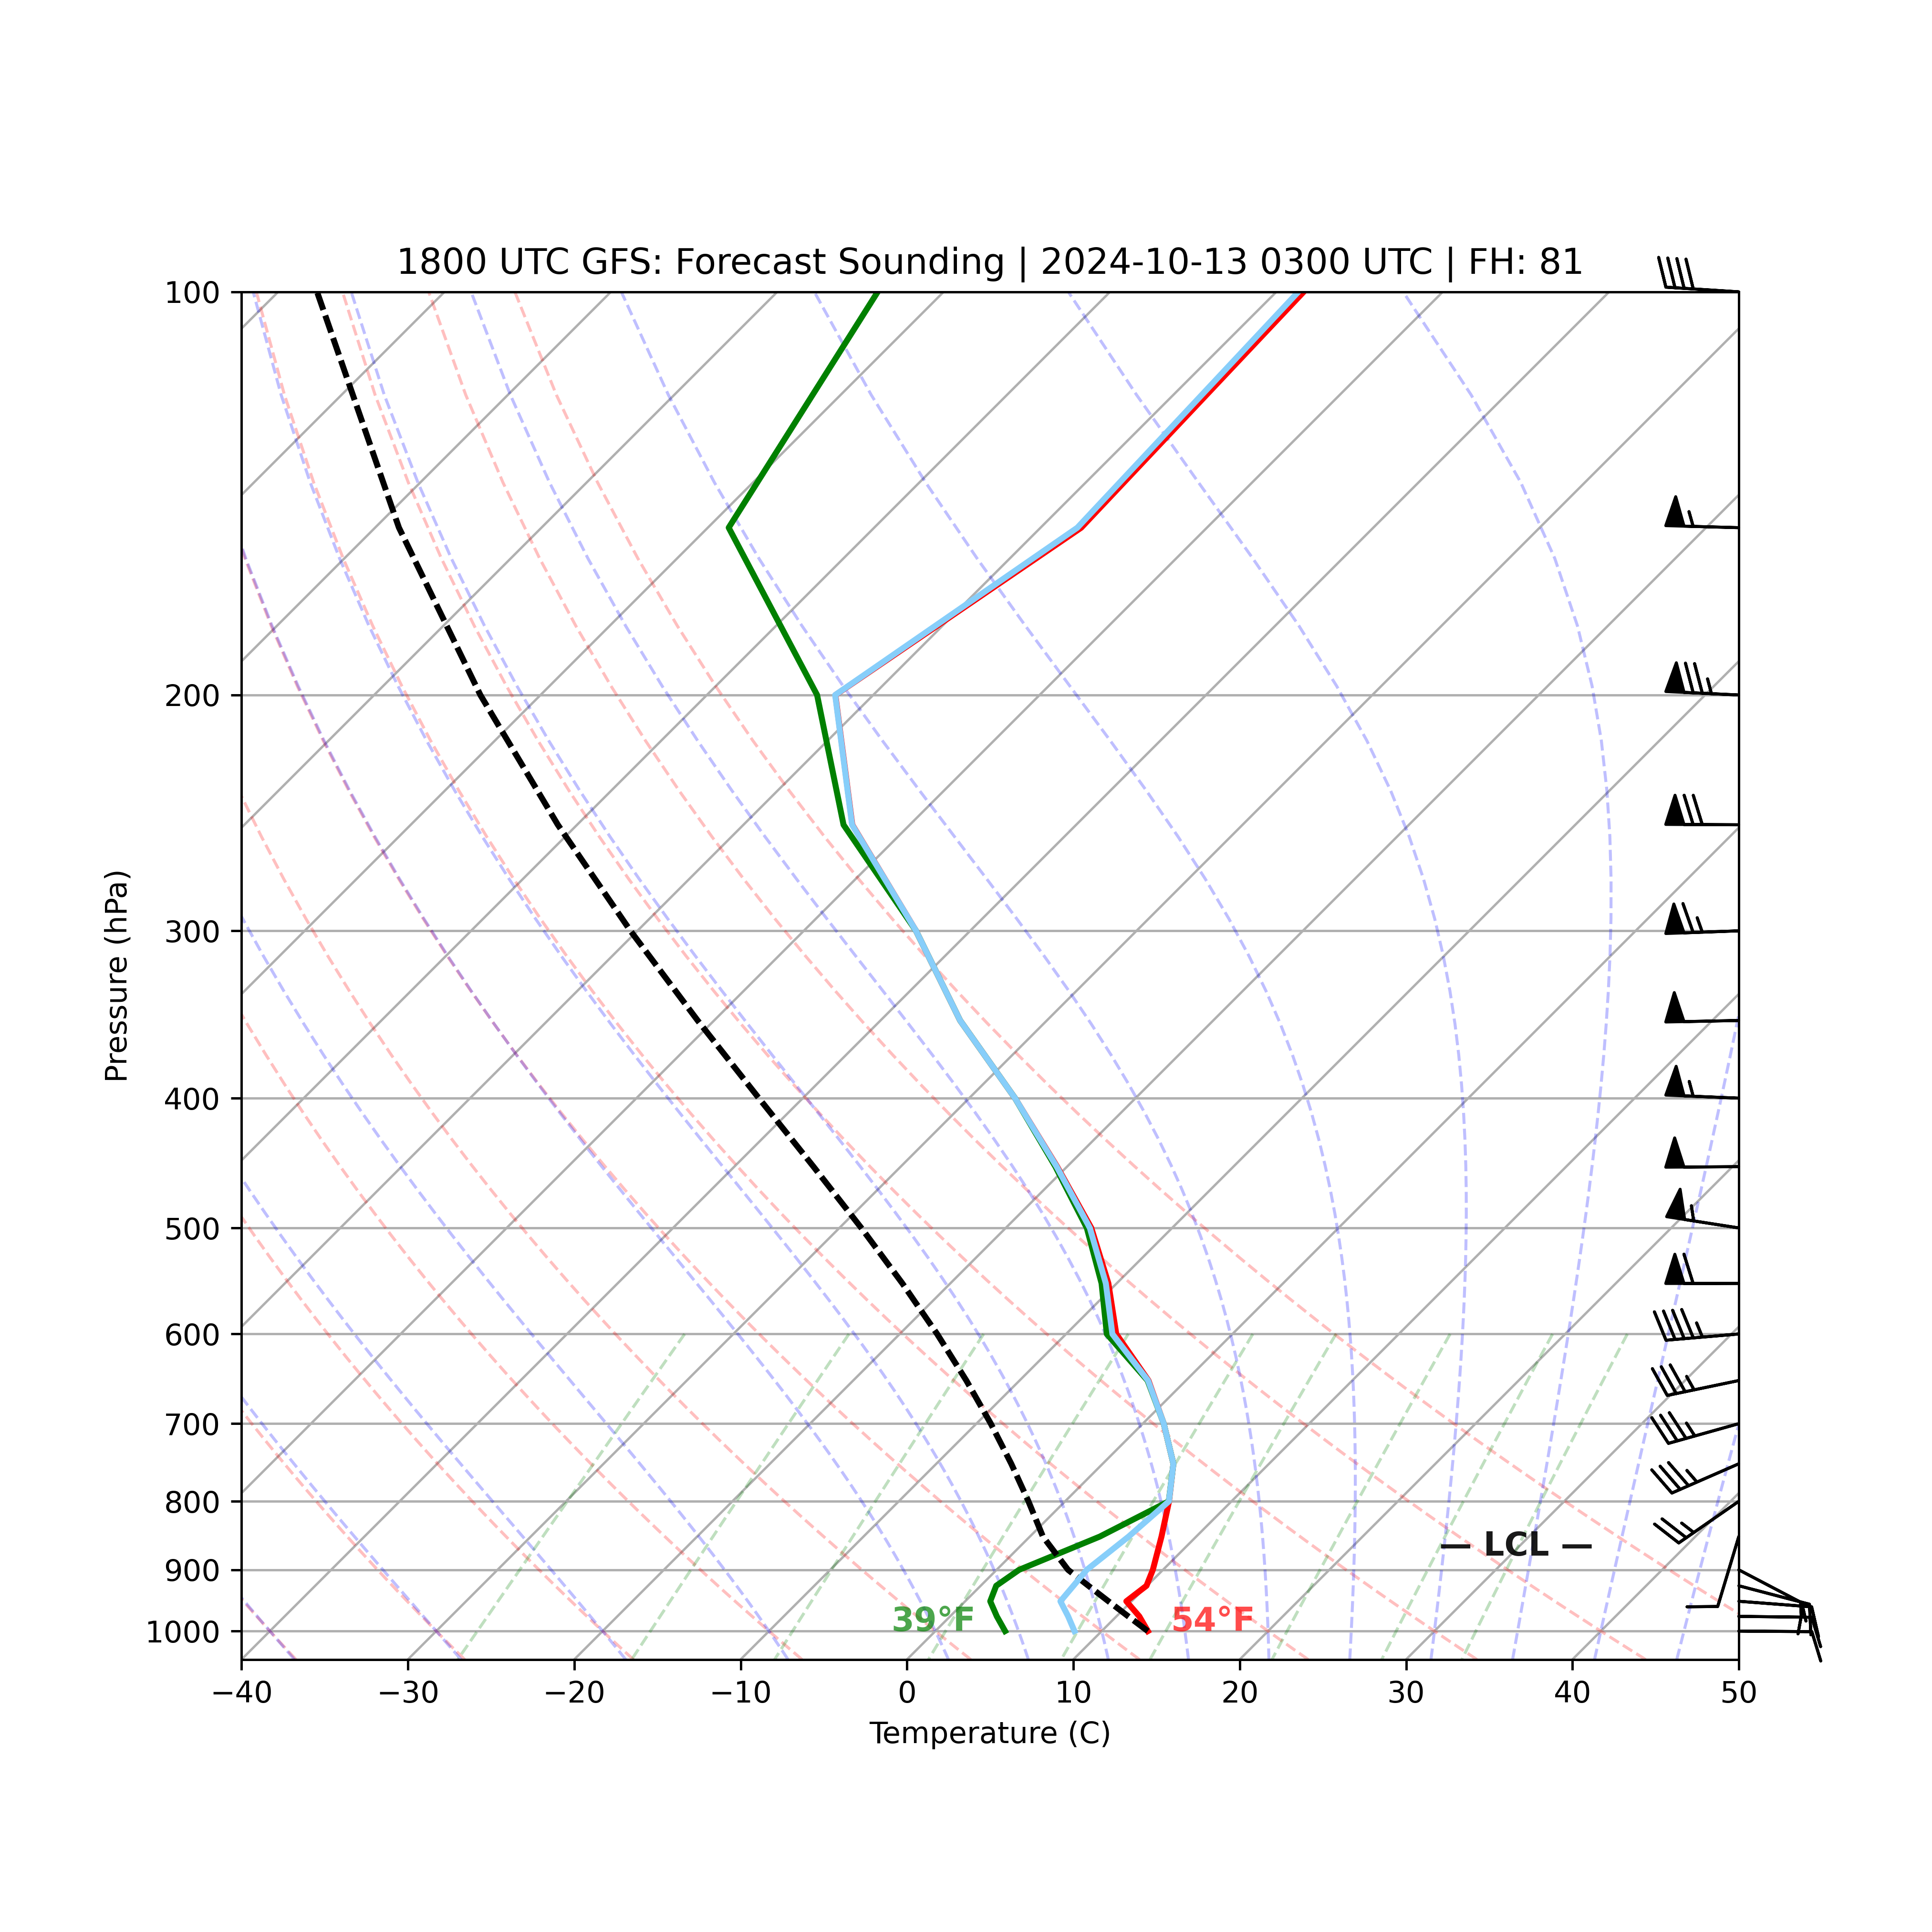 1800 UTC GFS: Forecast Sounding | 2024-10-13 0300 UTC | FH: 81
100
200
300
400
500
600
700
800
900
1000
Pressure (hPa)
— LCL —
39°F
54°F
−40 −30 −20 −10 0 10 20 30 40 50
Temperature (C)